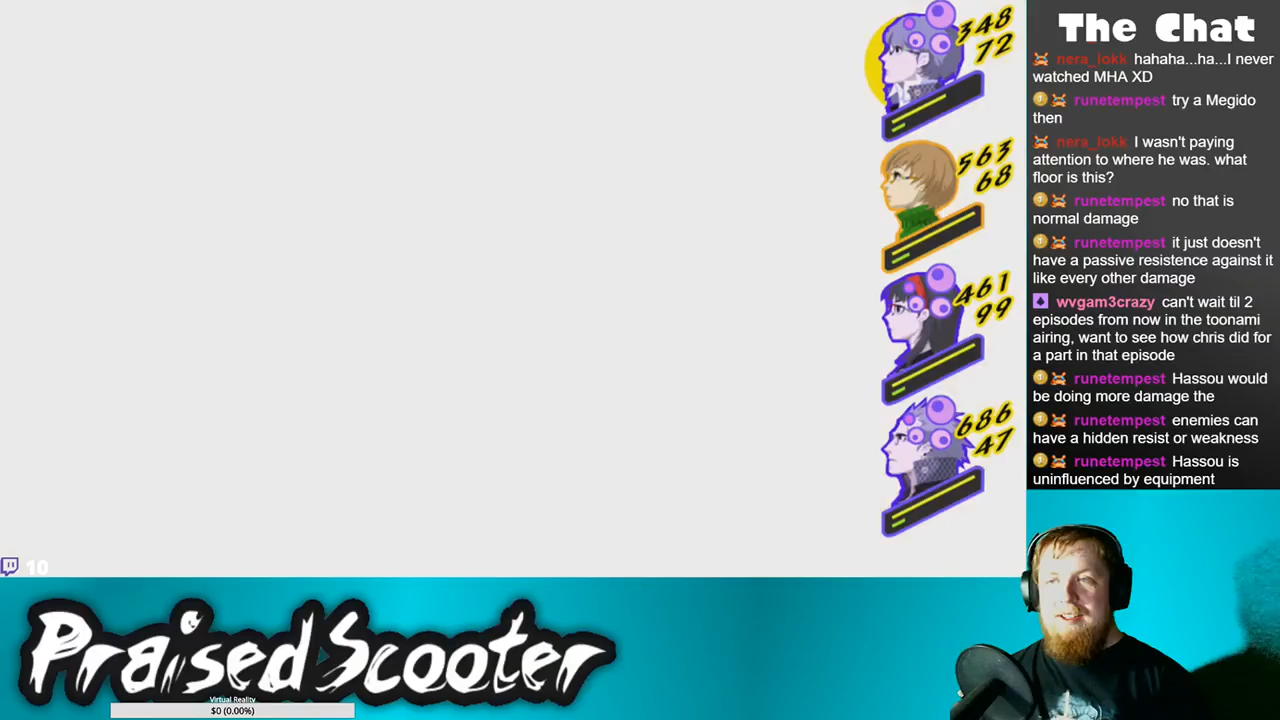 348
72
563
68
461
99
686
47
The Chat
nera_lokk hahaha...ha...I never
watched MHA XD
runetempest try a Megido
then
nera_lokk I wasn't paying
attention to where he was. what
floor is this?
runetempest no that is
normal damage
runetempest it just doesn't
have a passive resistence against it
like every other damage
wvgam3crazy can't wait til 2
episodes from now in the toonami
airing, want to see how chris did for
a part in that episode
runetempest Hassou would
be doing more damage the
runetempest enemies can
have a hidden resist or weakness
runetempest Hassou is
uninfluenced by equipment
10
PraisedScooter
Virtual Reality
$0 (0.00%)